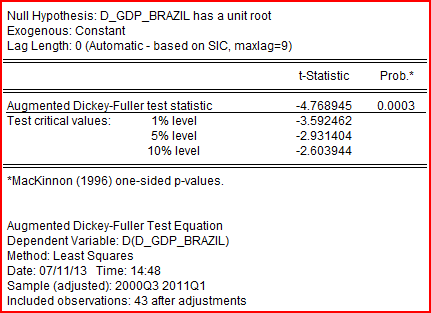 Null Hypothesis: D_GDP_BRAZIL has a unit root
Exogenous: Constant
Lag Length: 0 (Automatic - based on SIC, maxlag=9)
t-Statistic Prob.*
Augmented Dickey-Fuller test statistic -4.768945 0.0003
Test critical values: 1% level -3.592462
5% level -2.931404
10% level -2.603944
*MacKinnon (1996) one-sided p-values.
Augmented Dickey-Fuller Test Equation
Dependent Variable: D(D_GDP_BRAZIL)
Method: Least Squares
Date: 07/11/13 Time: 14:48
Sample (adjusted): 2000Q3 2011Q1
Included observations: 43 after adjustments